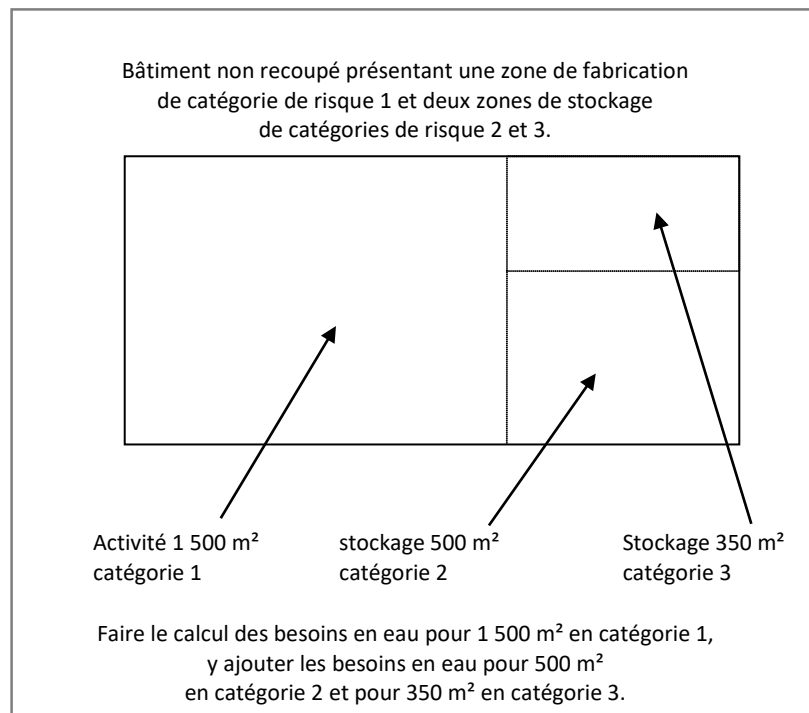 Bâtiment non recoupé présentant une zone de fabrication
de catégorie de risque 1 et deux zones de stockage
de catégories de risque 2 et 3.
Activité 1 500 m²
catégorie 1
stockage 500 m²
catégorie 2
Stockage 350 m²
catégorie 3
Faire le calcul des besoins en eau pour 1 500 m² en catégorie 1,
y ajouter les besoins en eau pour 500 m²
en catégorie 2 et pour 350 m² en catégorie 3.